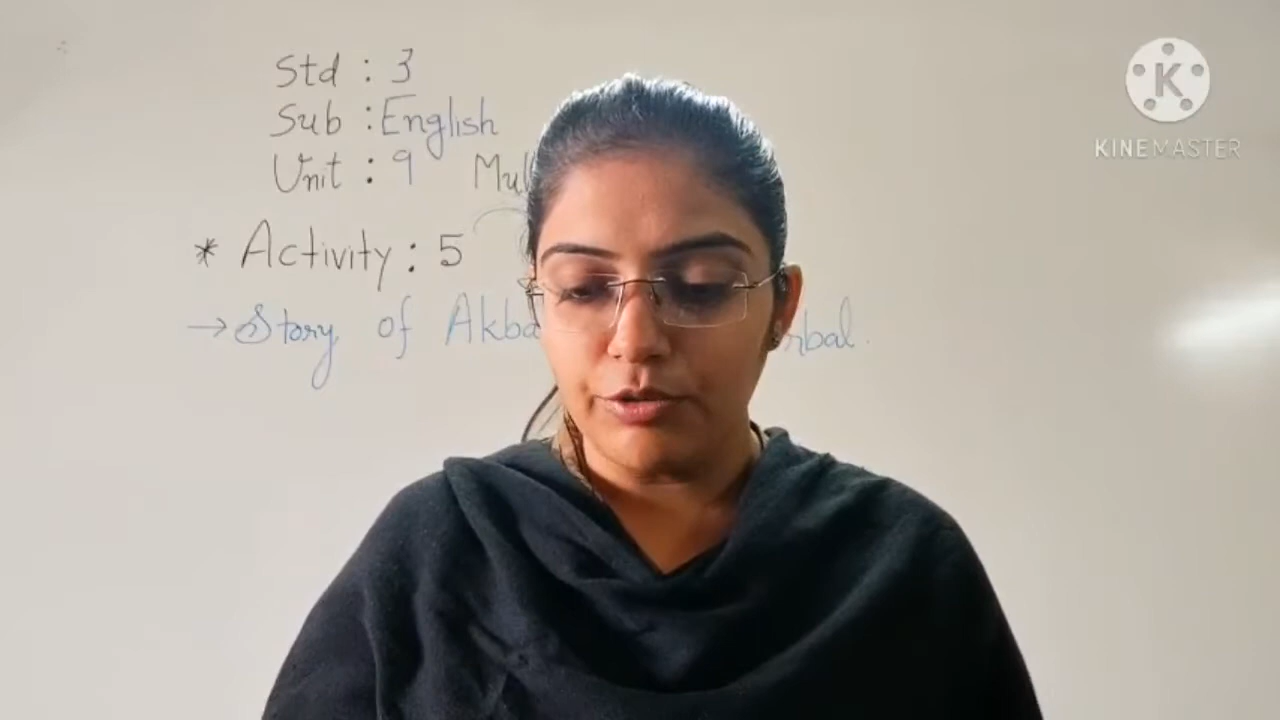 Std : 3
Sub : English
Unit : 9
* Activity : 5
→ Story of
K
KINEMASTER